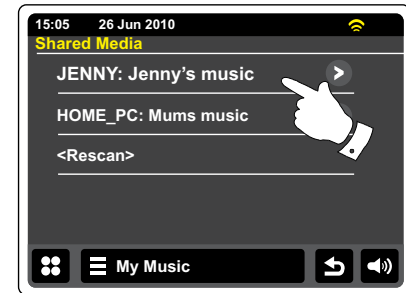 15:05 26 Jun 2010
Shared Media
JENNY: Jenny's music
HOME_PC: Mums music
<Rescan>
My Music